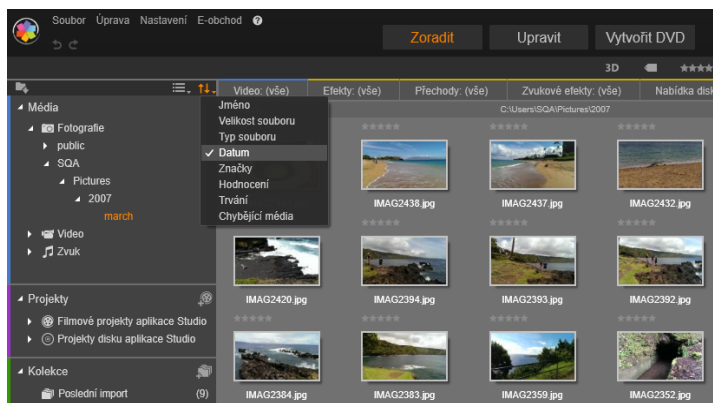 Soubor Úprava Nastavení E-obchod ?
Zoradit Upravit Vytvořit DVD
3D
Video: (vše) Efekty: (vše) Přechody: (vše) Zvukové efekty: (vše) Nabídka disk
C:\Users\SQA\Pictures\2007
Média
Fotografie
public
SQA
Pictures
2007
march
Video
Zvuk
Projekty
Filmové projekty aplikace Studio
Projekty disku aplikace Studio
Kolekce
Poslední import (9)
Jméno
Velikost souboru
Typ souboru
Datum
Značky
Hodnocení
Trvání
Chybějící média
IMAG2438.jpg IMAG2437.jpg IMAG2432.jpg
IMAG2420.jpg IMAG2394.jpg IMAG2393.jpg IMAG2392.jpg
IMAG2384.jpg IMAG2383.jpg IMAG2359.jpg IMAG2352.jpg